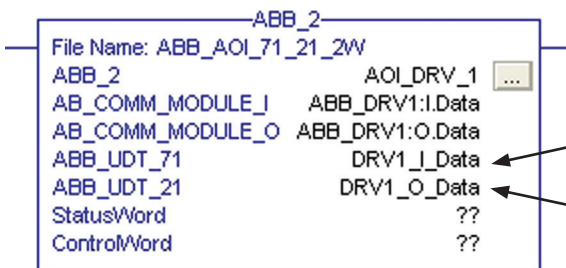 ABB_2
File Name: ABB_AOI_71_21_2W
ABB_2 AOI_DRV_1 ...
AB_COMM_MODULE_I ABB_DRV1:I.Data
AB_COMM_MODULE_O ABB_DRV1:O.Data
ABB_UDT_71 DRV1_I_Data
ABB_UDT_21 DRV1_O_Data
StatusWord ??
ControlWord ??